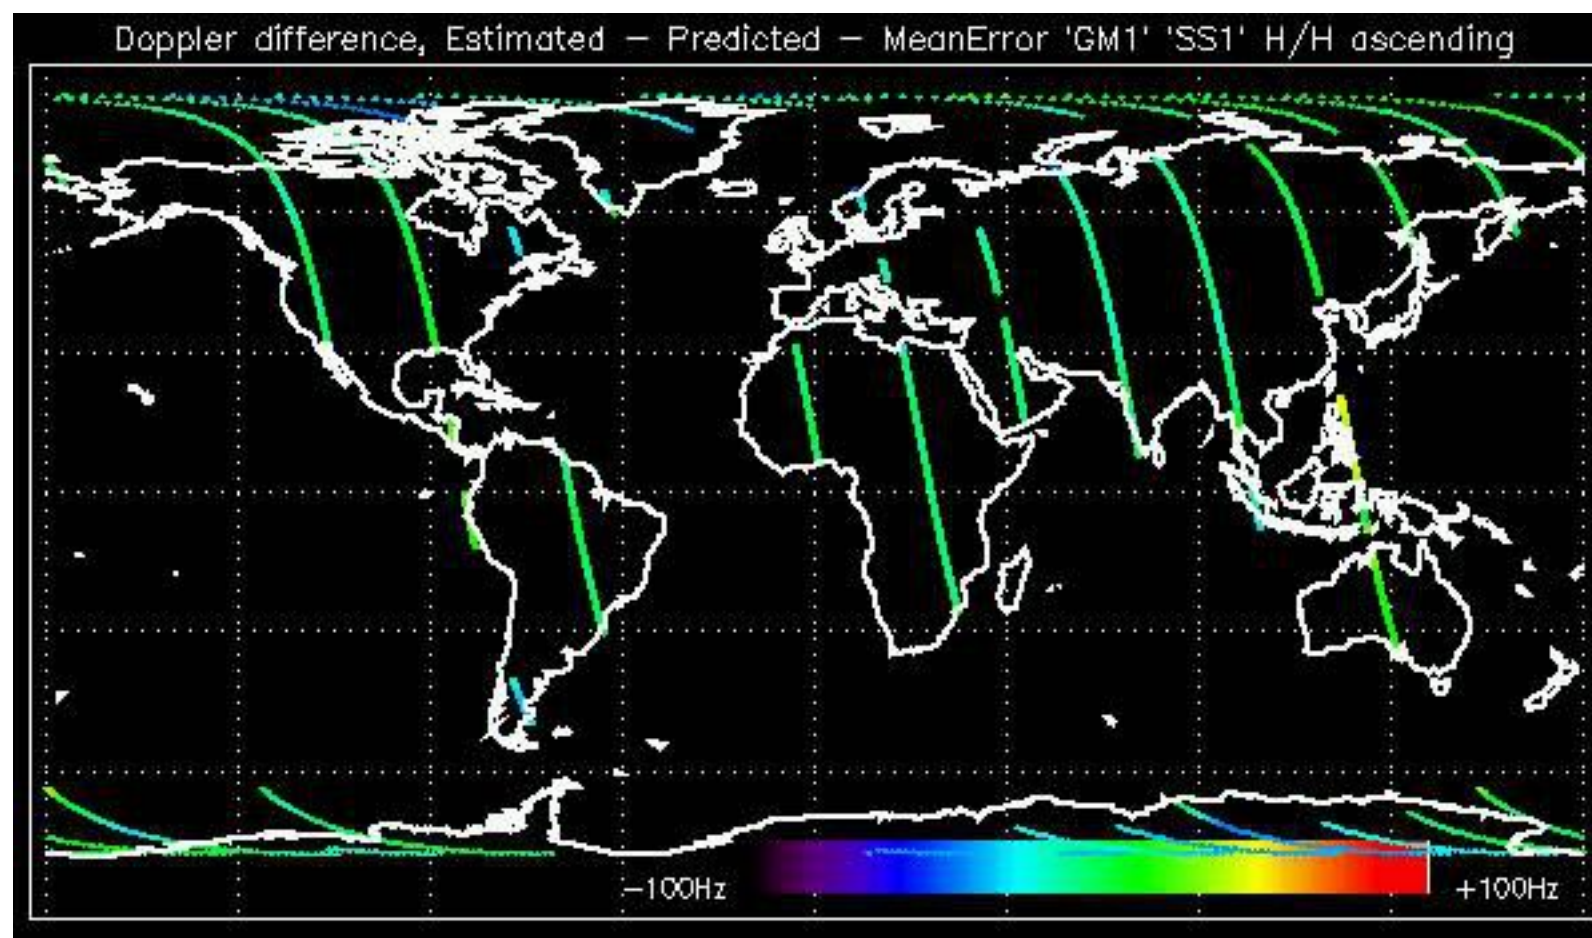 Doppler difference, Estimated – Predicted – MeanError 'GM1' 'SS1' H/H ascending
–100Hz
+100Hz